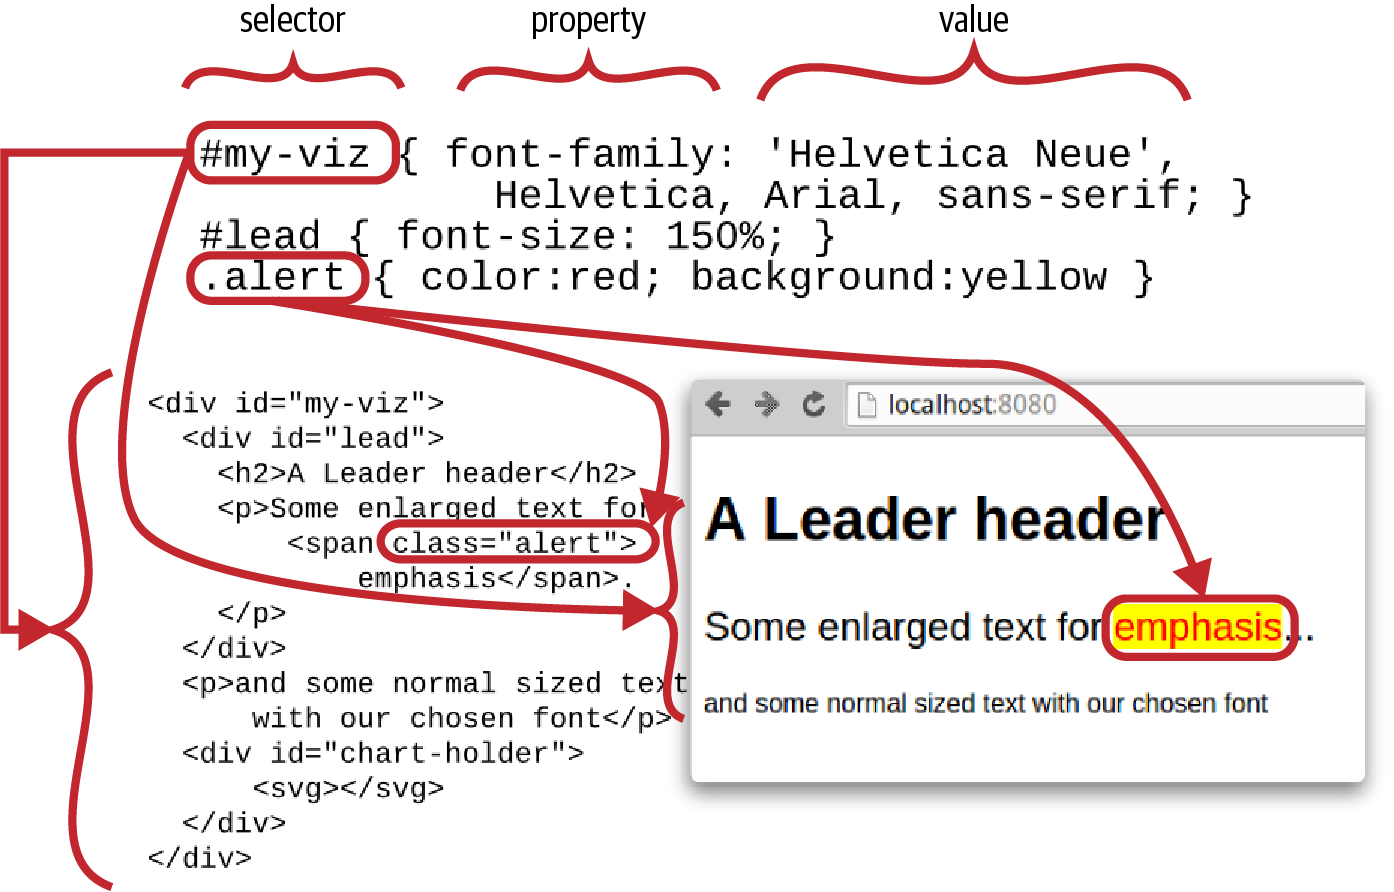 selector property value
#my-viz { font-family: 'Helvetica Neue',
Helvetica, Arial, sans-serif; }
#lead { font-size: 150%; }
.alert { color:red; background:yellow }
<div id="my-viz">
<div id="lead">
<h2>A Leader header</h2>
<p>Some enlarged text for
<span class="alert">
emphasis</span>.
</p>
</div>
<p>and some normal sized text
with our chosen font</p>
<div id="chart-holder">
<svg></svg>
</div>
</div>
localhost:8080
A Leader header
Some enlarged text for emphasis...
and some normal sized text with our chosen font